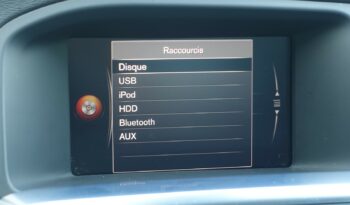 Raccourcis
Disque
USB
iPod
HDD
Bluetooth
AUX